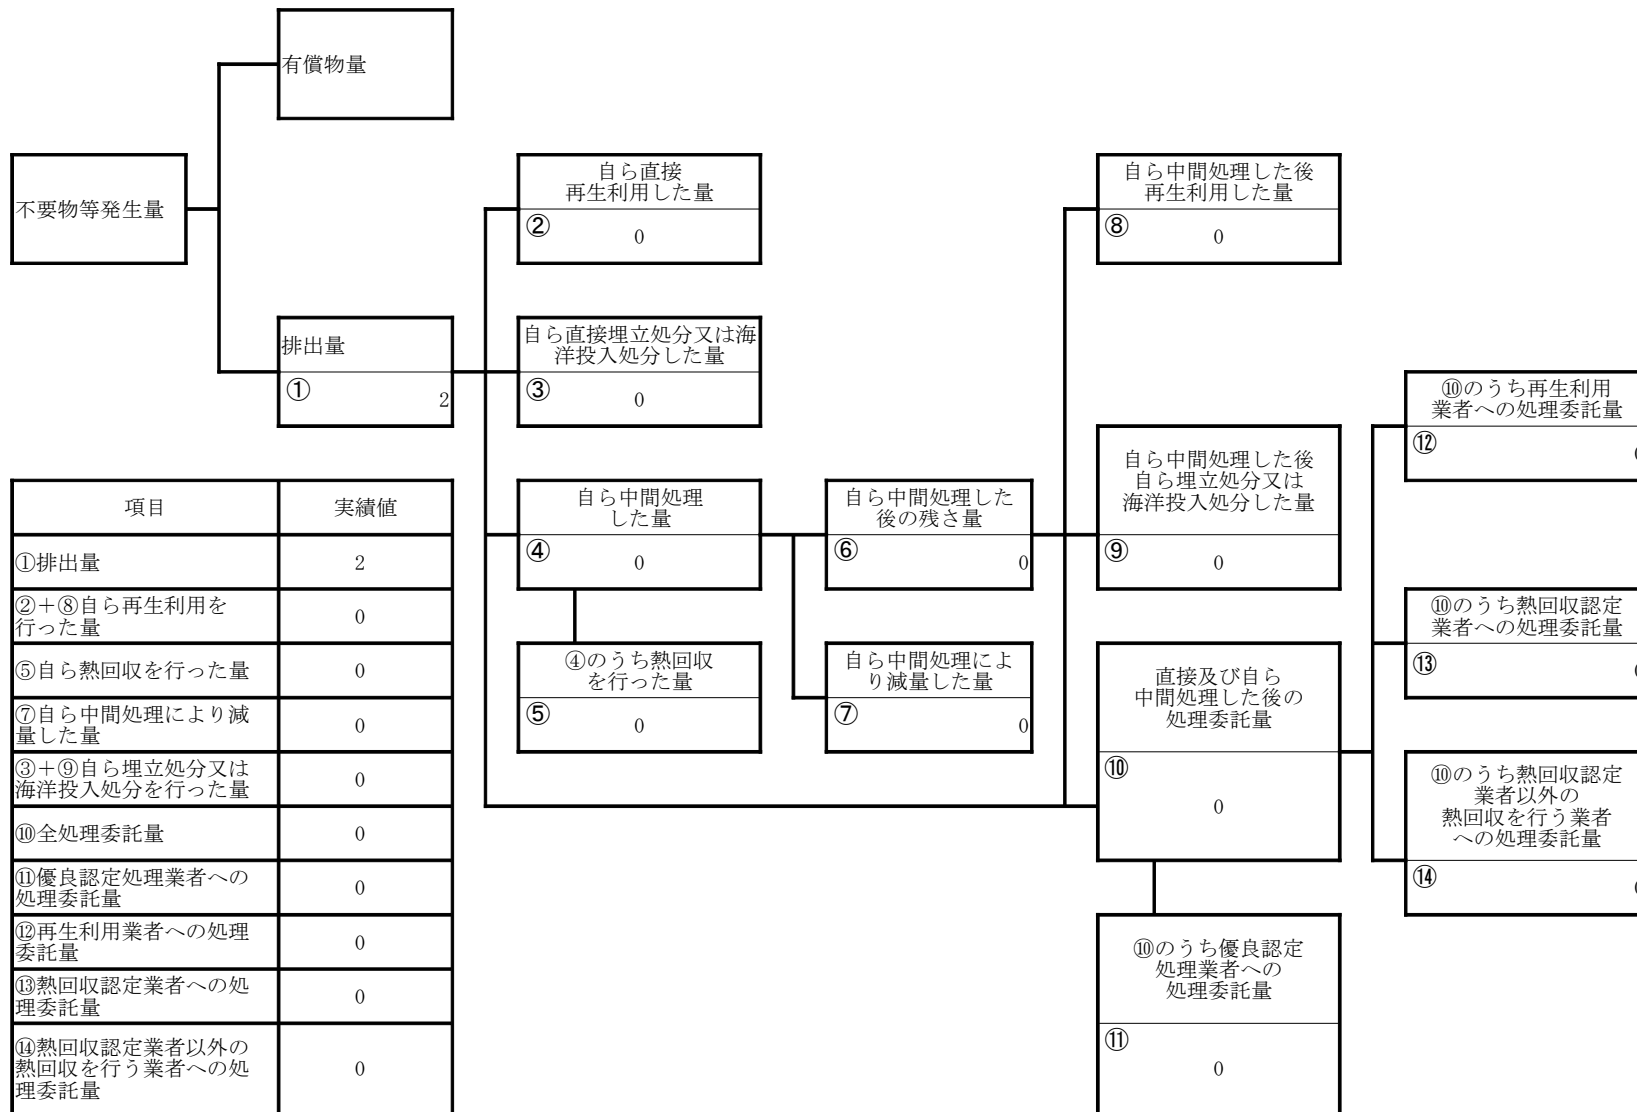 有償物量
不要物等発生量
自ら直接
再生利用した量
②
0
自ら中間処理した後
再生利用した量
⑧
0
排出量
①
2
自ら直接埋立処分又は海
洋投入処分した量
③
0
⑩のうち再生利用
業者への処理委託量
⑫
自ら中間処理した後
自ら埋立処分又は
海洋投入処分した量
⑨
0
自ら中間処理
した量
④
0
自ら中間処理した
後の残さ量
⑥
0
④のうち熱回収
を行った量
⑤
0
自ら中間処理によ
り減量した量
⑦
0
⑩のうち熱回収認定
業者への処理委託量
⑬
直接及び自ら
中間処理した後の
処理委託量
⑩
0
⑩のうち熱回収認定
業者以外の
熱回収を行う業者
への処理委託量
⑭
⑩のうち優良認定
処理業者への
処理委託量
⑪
0
項目 実績値
①排出量 2
②＋⑧自ら再生利用を
行った量 0
⑤自ら熱回収を行った量 0
⑦自ら中間処理により減
量した量 0
③＋⑨自ら埋立処分又は
海洋投入処分を行った量 0
⑩全処理委託量 0
⑪優良認定処理業者への
処理委託量 0
⑫再生利用業者への処理
委託量 0
⑬熱回収認定業者への処
理委託量 0
⑭熱回収認定業者以外の
熱回収を行う業者への処
理委託量 0